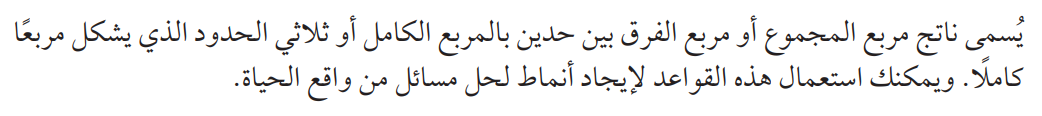 يُسمى ناتج مربع المجموع أو مربع الفرق بين حدين بالمربع الكامل أو ثلاثي الحدود الذي يشكل مربعًا
كاملًا. ويمكنك استعمال هذه القواعد لإيجاد أنماط لحل مسائل من واقع الحياة.